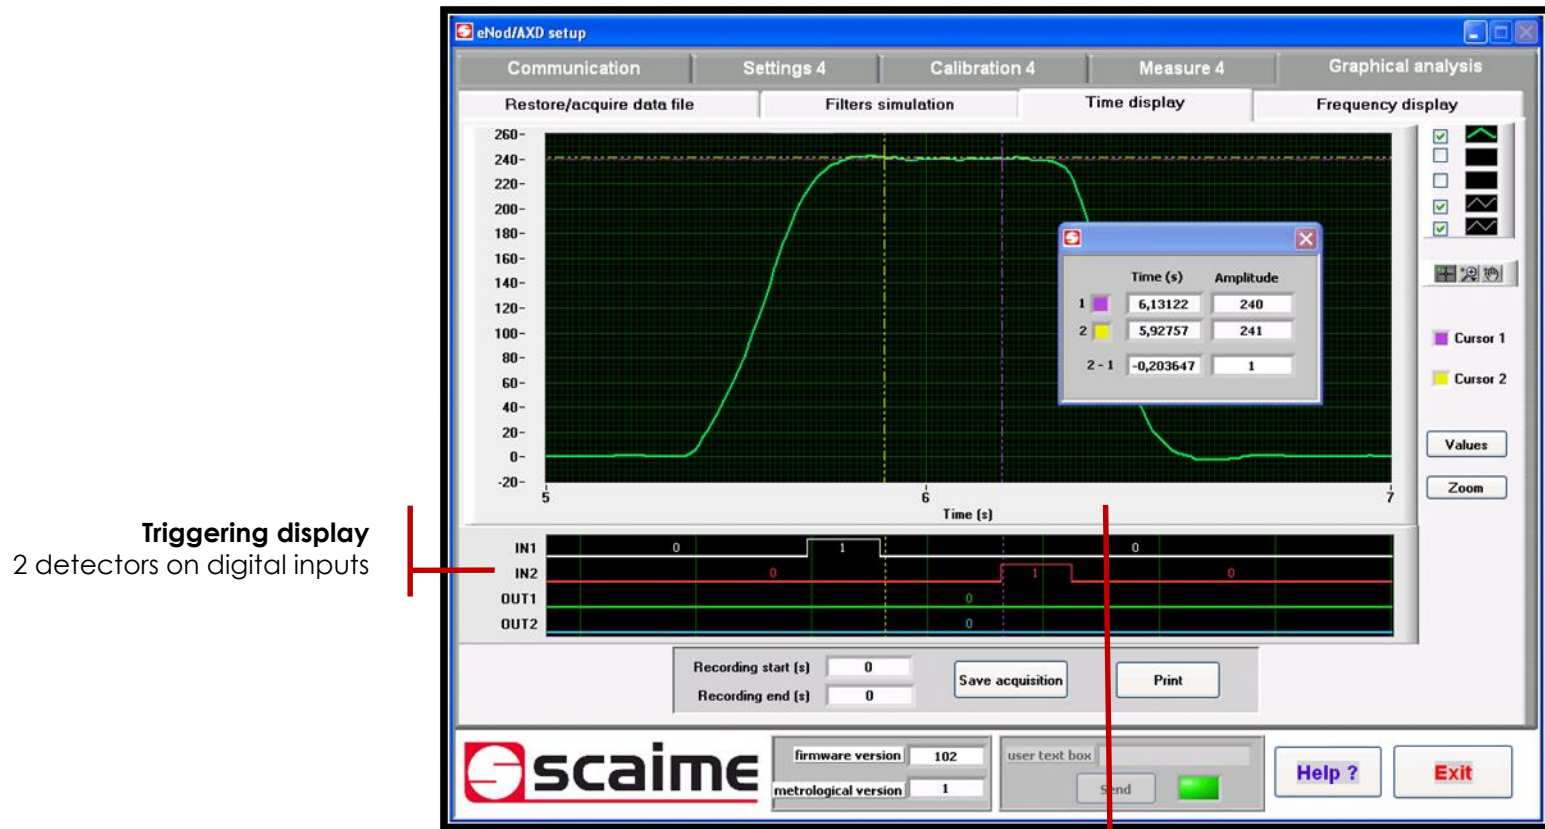 eNod/AXD setup
Communication Settings 4 Calibration 4 Measure 4 Graphical analysis
Restore/acquire data file Filters simulation Time display Frequency display
260
240
220
200
180
160
140
120
100
80
60
40
20
0
-20
5 6 7
Time (s)
Time (s) Amplitude
1 6,13122 240
2 5,92757 241
2 - 1 -0,203647 1
Cursor 1
Cursor 2
Values
Zoom
Triggering display
2 detectors on digital inputs
IN1 0 1 0
IN2 0 1 0
OUT1 0
OUT2 0
Recording start (s) 0
Recording end (s) 0
Save acquisition
Print
scaime
firmware version 102
metrological version 1
user text box
Send
Help ?
Exit